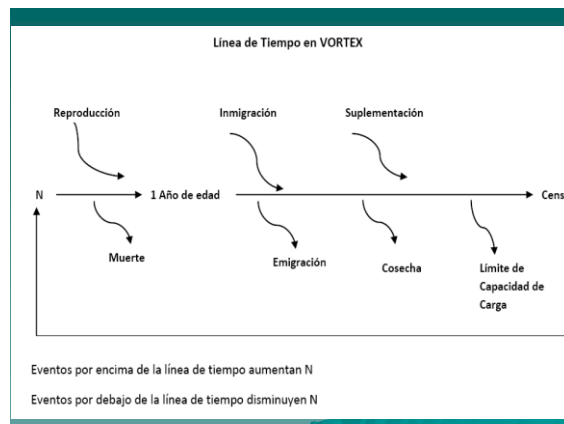 Línea de Tiempo en VORTEX
Reproducción
Inmigración
Suplementación
N
1 Año de edad
Cens
Muerte
Emigración
Cosecha
Límite de
Capacidad de
Carga
Eventos por encima de la línea de tiempo aumentan N
Eventos por debajo de la línea de tiempo disminuyen N